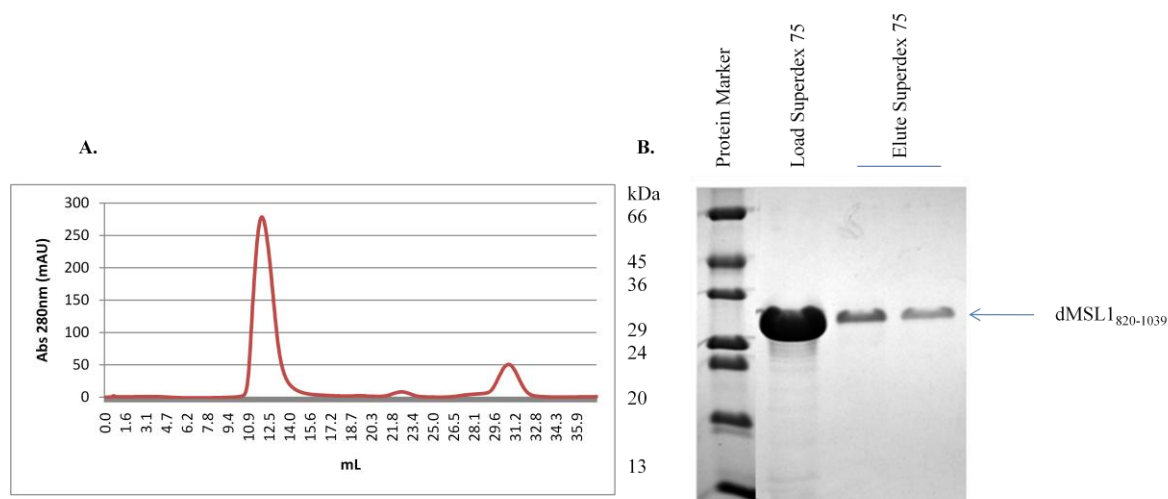 A.
Abs 280nm (mAU)
300
250
200
150
100
50
0
0.0 1.6 3.1 4.7 6.2 7.8 9.4 10.9 12.5 14.0 15.6 17.2 18.7 20.3 21.8 23.4 25.0 26.5 28.1 29.6 31.2 32.8 34.3 35.9
mL
B.
Protein Marker
Load Superdex 75
Elute Superdex 75
kDa
66
45
36
29
24
20
13
dMSL1820-1039